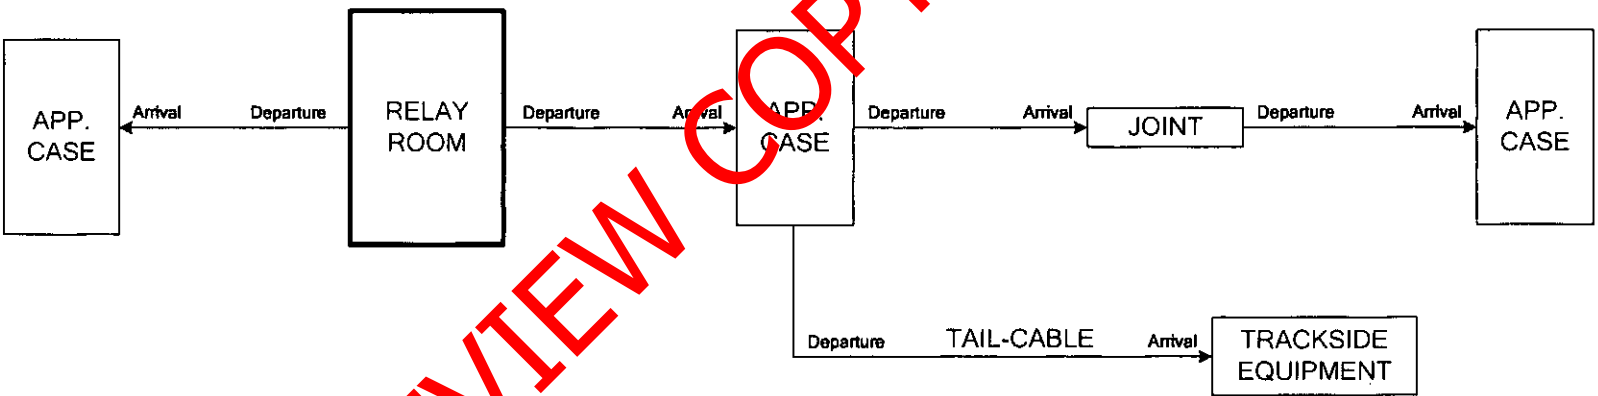 APP.
CASE
Arrival
Departure
RELAY
ROOM
Departure
Arrival
APP.
CASE
Departure
Arrival
JOINT
Departure
Arrival
APP.
CASE
Departure
TAIL-CABLE
Arrival
TRACKSIDE
EQUIPMENT
VIEW COP